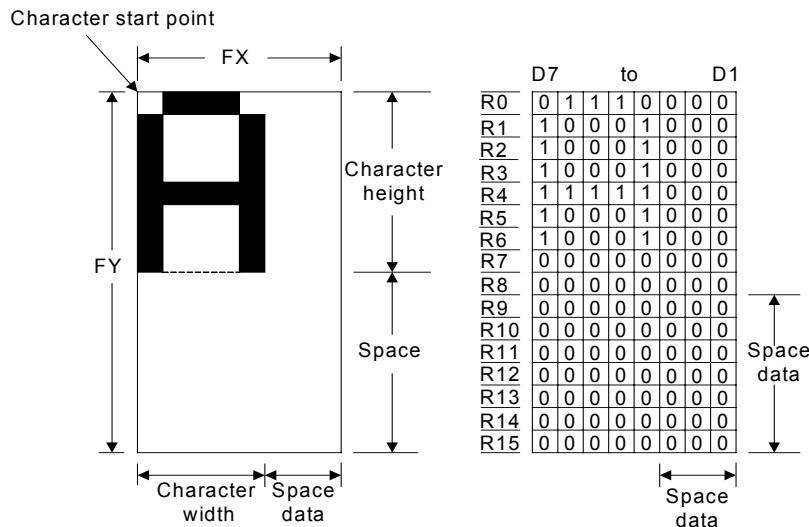 Character start point
FX
D7 to D1
R0 0 1 1 1 0 0 0 0
R1 1 0 0 0 1 0 0 0
R2 1 0 0 0 1 0 0 0
R3 1 0 0 0 1 0 0 0
R4 1 1 1 1 1 0 0 0
R5 1 0 0 0 1 0 0 0
R6 1 0 0 0 1 0 0 0
R7 0 0 0 0 0 0 0 0
R8 0 0 0 0 0 0 0 0
R9 0 0 0 0 0 0 0 0
R10 0 0 0 0 0 0 0 0
R11 0 0 0 0 0 0 0 0
R12 0 0 0 0 0 0 0 0
R13 0 0 0 0 0 0 0 0
R14 0 0 0 0 0 0 0 0
R15 0 0 0 0 0 0 0 0
Character
height
FY
Space
Space
data
Character
width
Space
data
Space
data